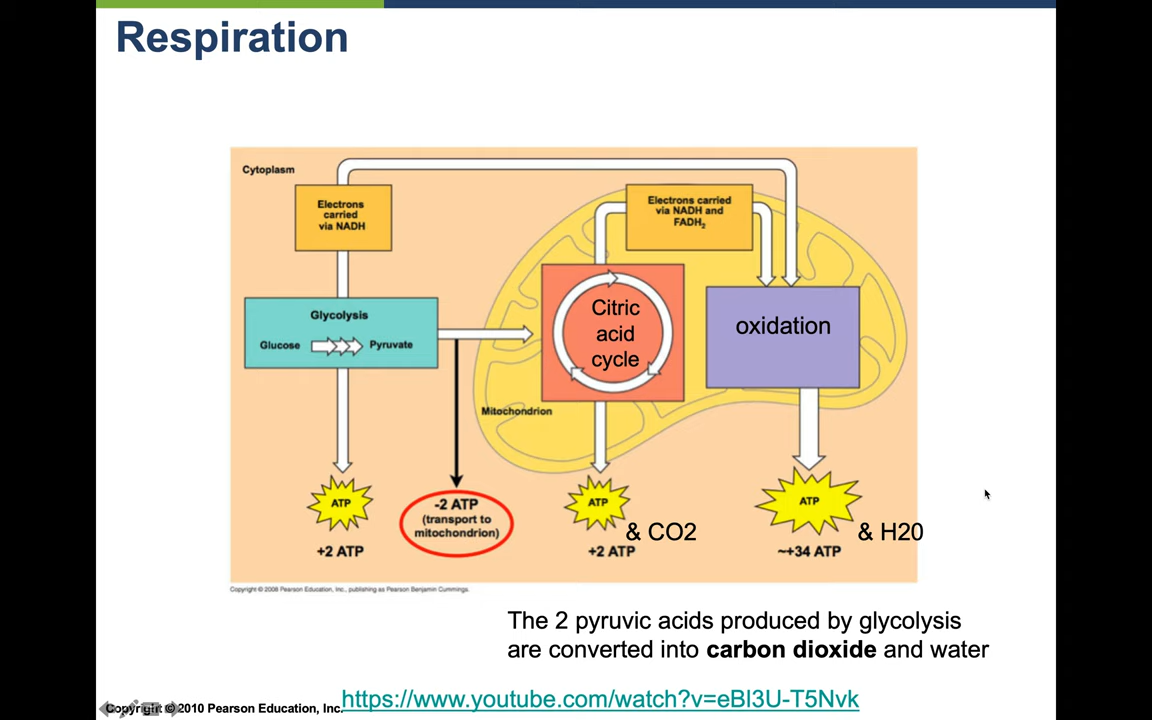 Respiration
Cytoplasm
Electrons
carried
via NADH
Electrons carried
via NADH and
FADH₂
Glycolysis
Glucose
Pyruvate
Citric
acid
cycle
oxidation
Mitochondrion
ATP
+2 ATP
-2 ATP
(transport to
mitochondrion)
ATP
& CO2
+2 ATP
ATP
& H20
~+34 ATP
Copyright © 2008 Pearson Education, Inc., publishing as Pearson Benjamin Cummings.
The 2 pyruvic acids produced by glycolysis
are converted into carbon dioxide and water
Copyright © 2010 Pearson Education, Inc.
https://www.youtube.com/watch?v=eBI3U-T5Nvk